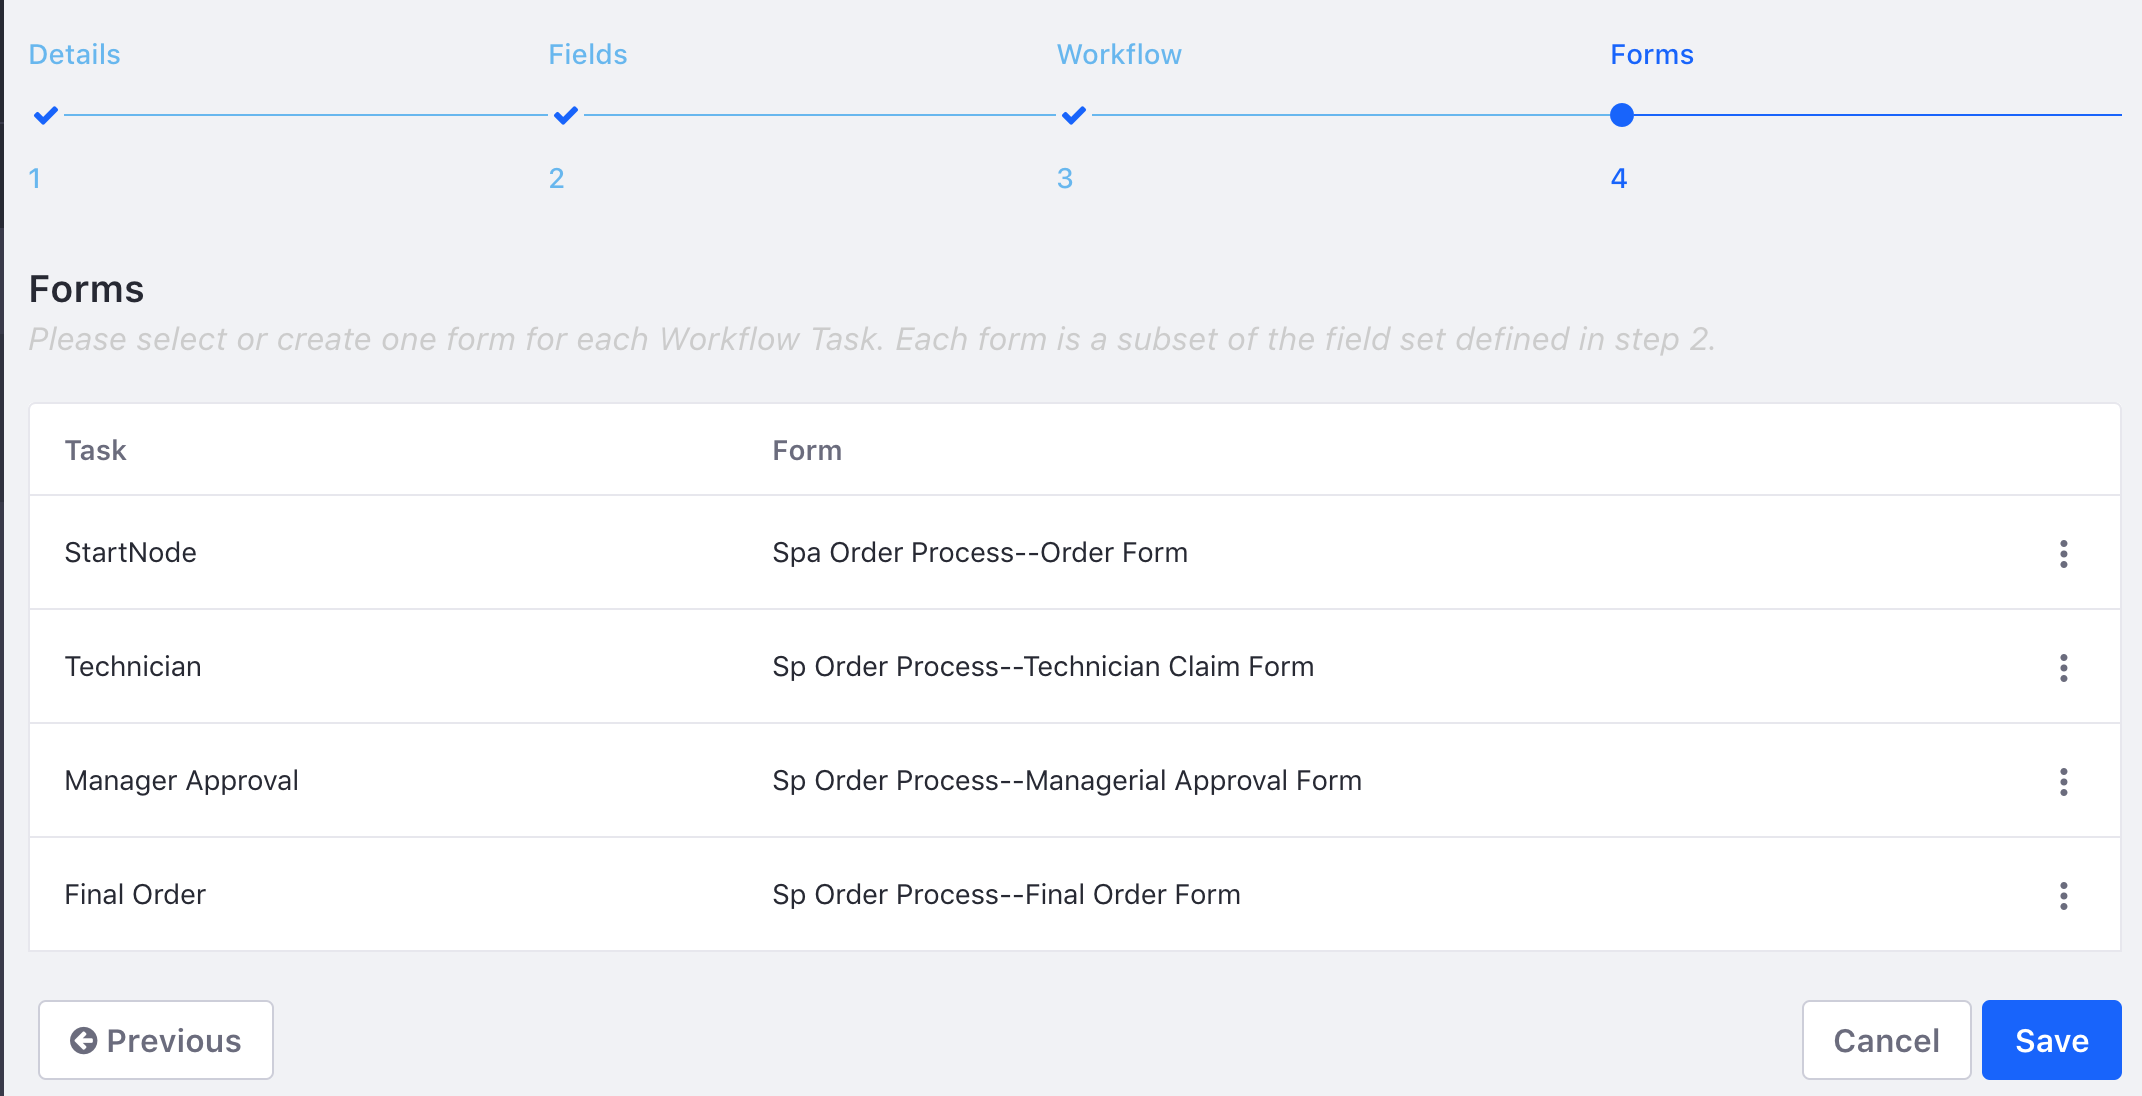 Details Fields Workflow Forms
1 2 3 4
Forms
Please select or create one form for each Workflow Task. Each form is a subset of the field set defined in step 2.
Task Form
StartNode Spa Order Process--Order Form
Technician Sp Order Process--Technician Claim Form
Manager Approval Sp Order Process--Managerial Approval Form
Final Order Sp Order Process--Final Order Form
Previous Cancel Save